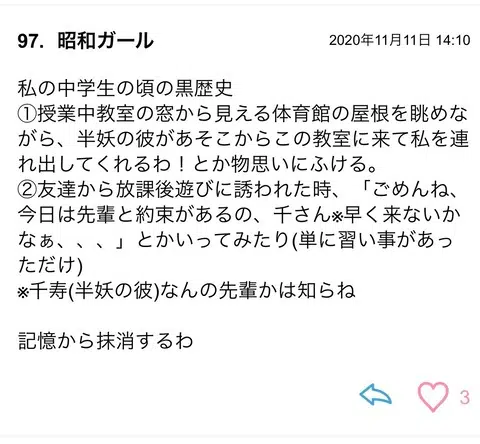 97. 昭和ガール
2020年11月11日 14:10
私の中学生の頃の黒歴史
①授業中教室の窓から見える体育館の屋根を眺めな
がら、半妖の彼があそこからこの教室に来て私を連
れ出してくれるわ！とか物思いにふける。
②友達から放課後遊びに誘われた時、「ごめんね、
今日は先輩と約束があるの、千さん※早く来ないか
なぁ、、、」とかいってみたり(単に習い事があっ
ただけ)
※千寿(半妖の彼)なんの先輩かは知らね
記憶から抹消するわ
3